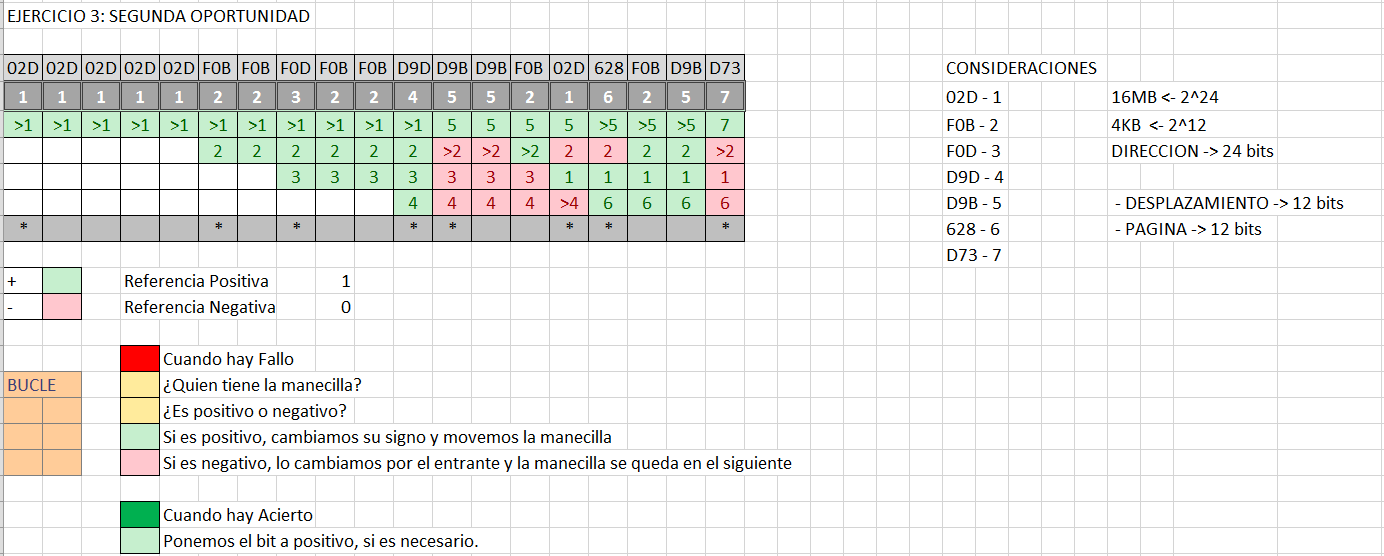 EJERCICIO 3: SEGUNDA OPORTUNIDAD
02D 02D 02D 02D 02D F0B F0B F0D F0B F0B D9D D9B D9B F0B 02D 628 F0B D9B D73 CONSIDERACIONES
1 1 1 1 1 2 2 3 2 2 4 5 5 2 1 6 2 5 7 02D - 1 16MB <- 2^24
>1 >1 >1 >1 >1 >1 >1 >1 >1 >1 >1 5 5 5 5 >5 >5 >5 7 F0B - 2 4KB <- 2^12
2 2 2 2 2 2 >2 >2 >2 2 2 2 2 >2 F0D - 3 DIRECCION -> 24 bits
3 3 3 3 3 3 3 1 1 1 1 1 D9D - 4
4 4 4 4 >4 6 6 6 6 D9B - 5 - DESPLAZAMIENTO -> 12 bits
* * * * * * * * 628 - 6 - PAGINA -> 12 bits
D73 - 7
+ Referencia Positiva 1
- Referencia Negativa 0
Cuando hay Fallo
BUCLE ¿Quien tiene la manecilla?
¿Es positivo o negativo?
Si es positivo, cambiamos su signo y movemos la manecilla
Si es negativo, lo cambiamos por el entrante y la manecilla se queda en el siguiente
Cuando hay Acierto
Ponemos el bit a positivo, si es necesario.